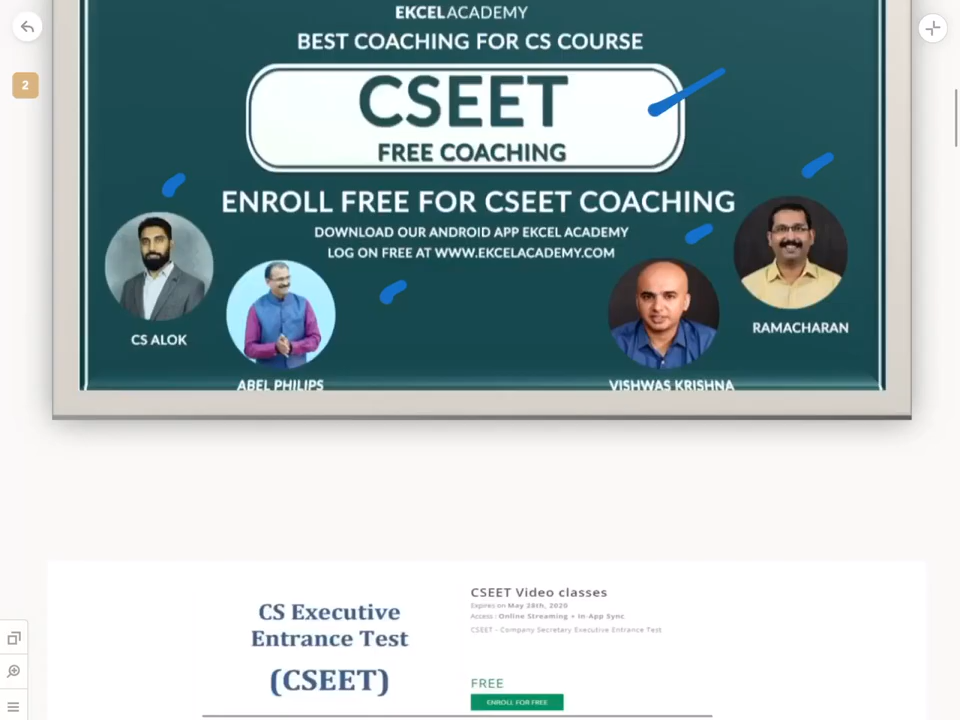 EKCELACADEMY
BEST COACHING FOR CS COURSE
CSEET
FREE COACHING
ENROLL FREE FOR CSEET COACHING
DOWNLOAD OUR ANDROID APP EKCEL ACADEMY
LOG ON FREE AT WWW.EKCELACADEMY.COM
CS ALOK
ABEL PHILIPS
VISHWAS KRISHNA
RAMACHARAN
2
CS Executive
Entrance Test
(CSEET)
CSEET Video classes
Expires on May 28th, 2020
Access : Online Streaming + In App Sync
CSEET - Company Secretary Executive Entrance Test
FREE
ENROLL FOR FREE